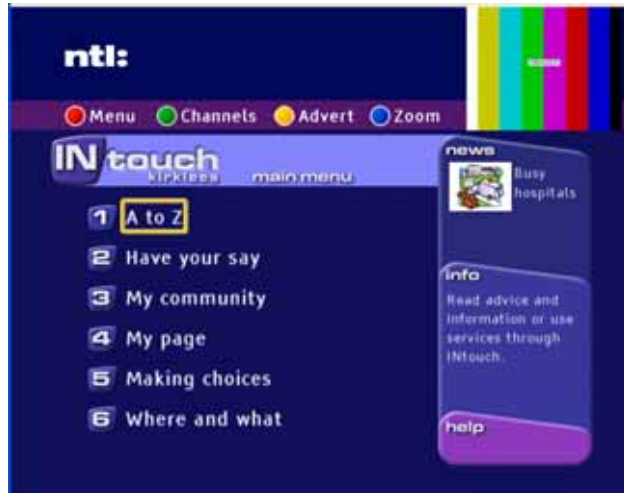 ntl:
Menu Channels Advert Zoom
INtouch
kirklees main menu
1 A to Z
2 Have your say
3 My community
4 My page
5 Making choices
6 Where and what
news
Busy
hospitals
info
Read advice and
information or use
services through
INtouch.
help